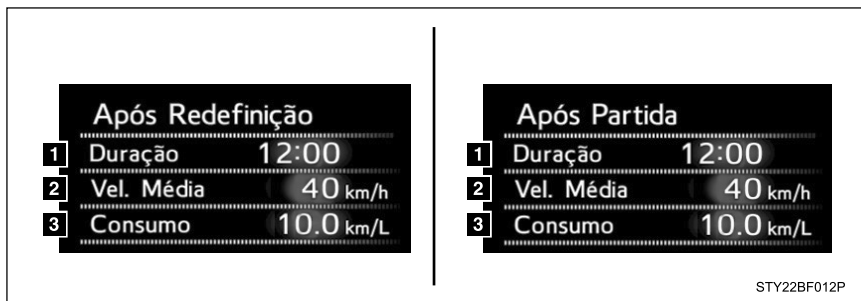 Após Redefinição
1 Duração 12:00
2 Vel. Média 40 km/h
3 Consumo 10.0 km/L
Após Partida
1 Duração 12:00
2 Vel. Média 40 km/h
3 Consumo 10.0 km/L
STY22BF012P